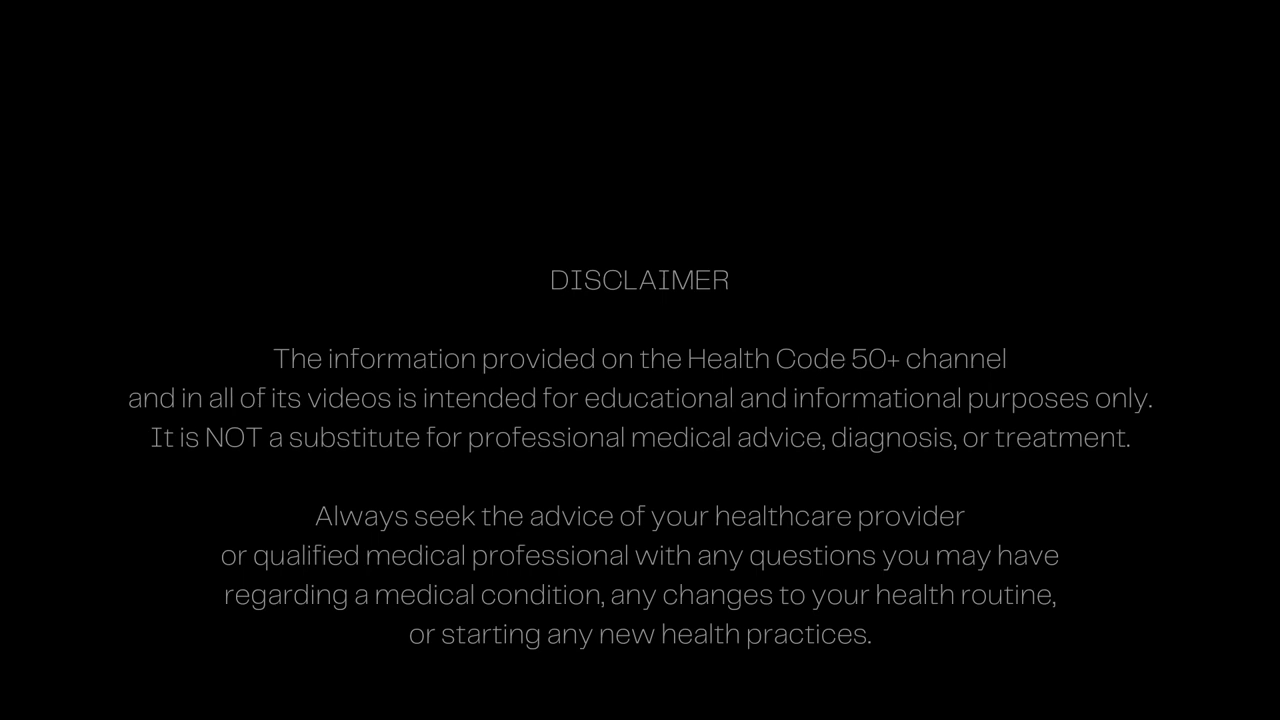 DISCLAIMER
The information provided on the Health Code 50+ channel
and in all of its videos is intended for educational and informational purposes only.
It is NOT a substitute for professional medical advice, diagnosis, or treatment.
Always seek the advice of your healthcare provider
or qualified medical professional with any questions you may have
regarding a medical condition, any changes to your health routine,
or starting any new health practices.